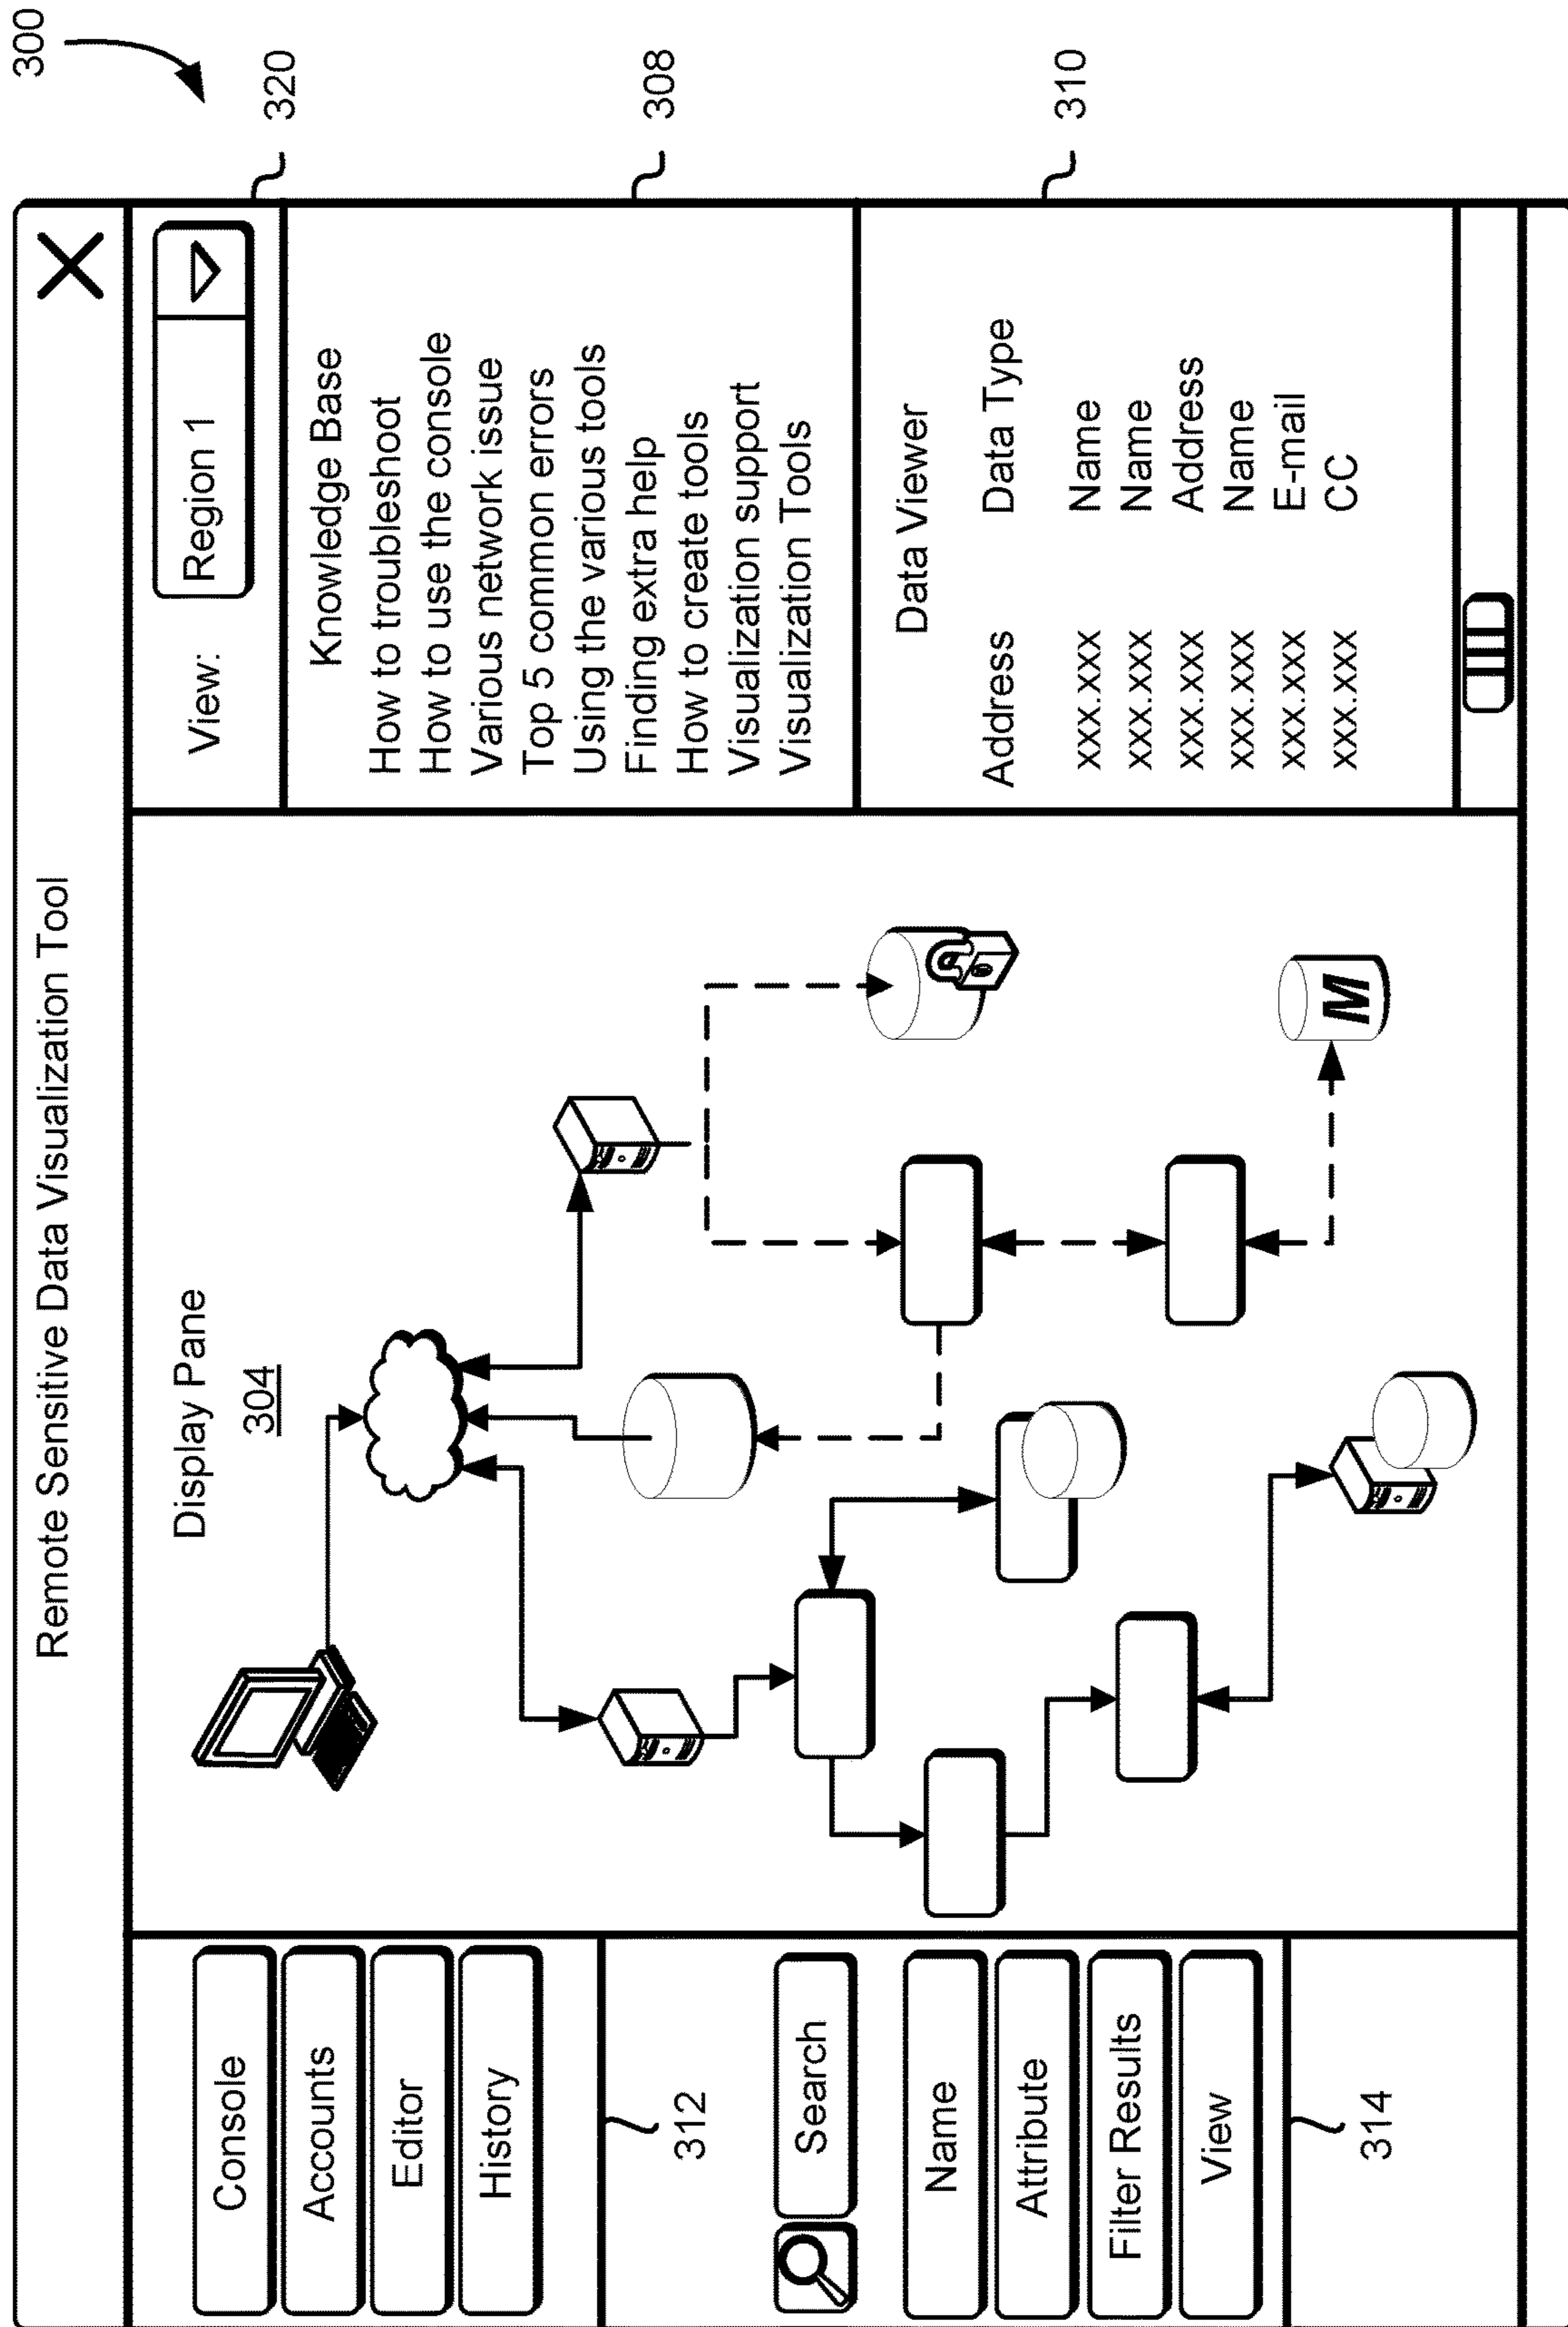 300
Remote Sensitive Data Visualization Tool
Console
Accounts
Editor
History
312
Search
Name
Attribute
Filter Results
View
314
Display Pane
304
M
View:
Region 1
320
Knowledge Base
How to troubleshoot
How to use the console
Various network issue
Top 5 common errors
Using the various tools
Finding extra help
How to create tools
Visualization support
Visualization Tools
308
Data Viewer
Address Data Type
xxx.xxx Name
xxx.xxx Name
xxx.xxx Address
xxx.xxx Name
xxx.xxx E-mail
xxx.xxx CC
310